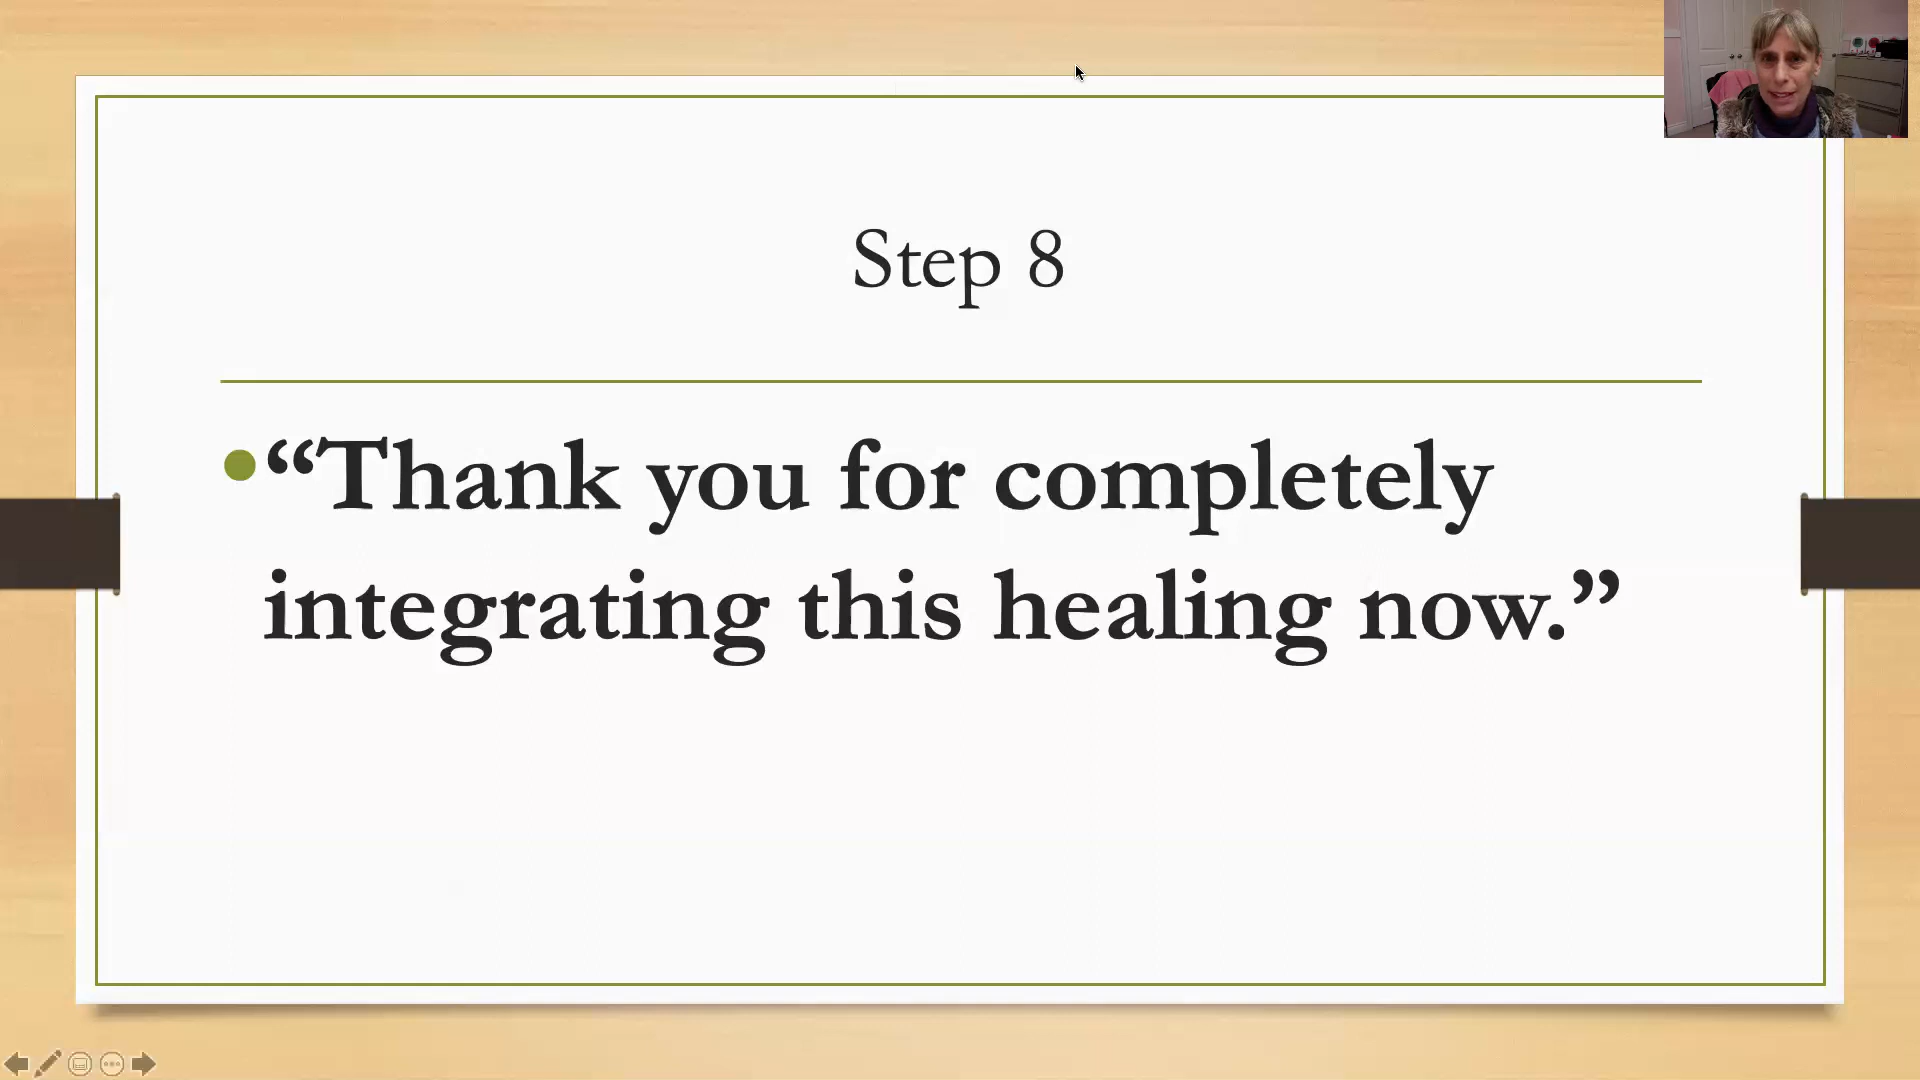 Step 8
“Thank you for completely
integrating this healing now.”